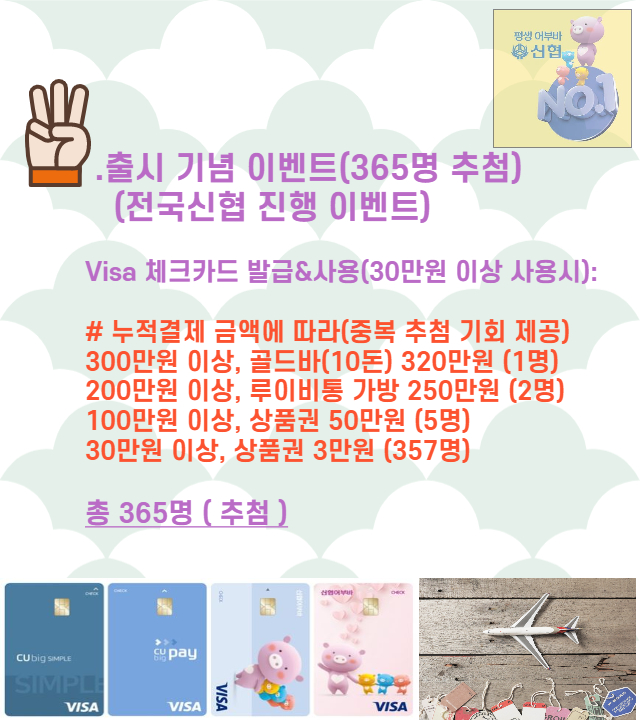 평생 어부바
신협
NO.1
.출시 기념 이벤트(365명 추첨)
(전국신협 진행 이벤트)
Visa 체크카드 발급&사용(30만원 이상 사용시):
# 누적결제 금액에 따라(중복 추첨 기회 제공)
300만원 이상, 골드바(10돈) 320만원 (1명)
200만원 이상, 루이비통 가방 250만원 (2명)
100만원 이상, 상품권 50만원 (5명)
30만원 이상, 상품권 3만원 (357명)
총 365명 ( 추첨 )
CHECK
CU big SIMPLE
SIMPLE
VISA
CHECK
CU big pay
VISA
CHECK
VISA
신협어부바
CHECK
VISA